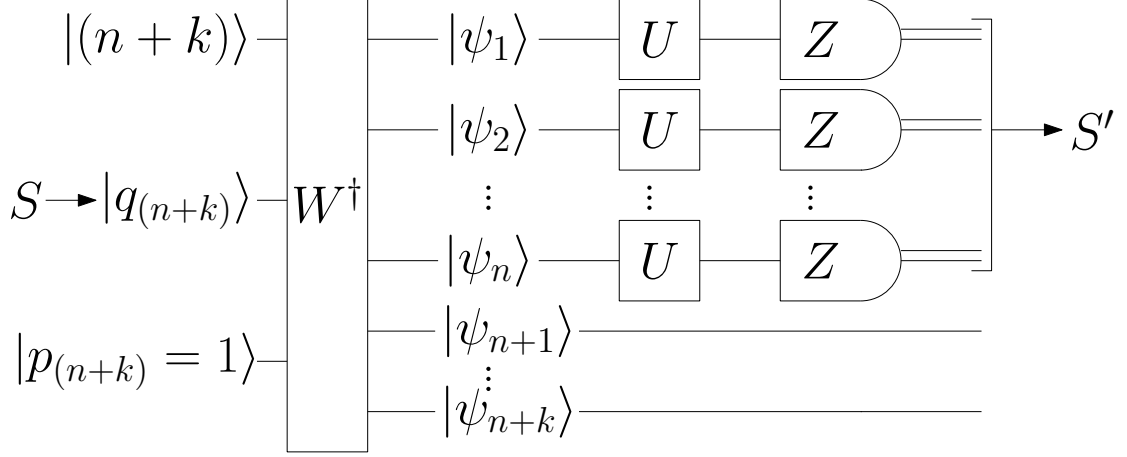 |(n + k)⟩ |ψ₁⟩ U Z
|ψ₂⟩ U Z S′
S |q₍ₙ₊ₖ₎⟩ W† ⋮ ⋮ ⋮
|ψₙ⟩ U Z
|ψₙ₊₁⟩
|p₍ₙ₊ₖ₎ = 1⟩ ⋮
|ψₙ₊ₖ⟩